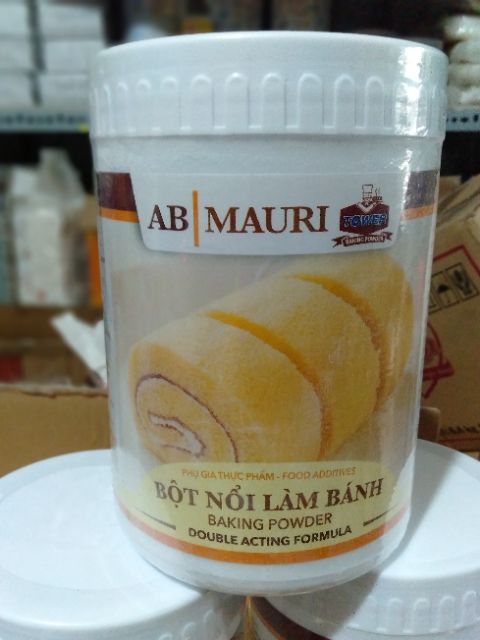 AB | MAURI
TOWER
BAKING POWDER
PHỤ GIA THỰC PHẨM - FOOD ADDITIVES
BỘT NỔI LÀM BÁNH
BAKING POWDER
DOUBLE ACTING FORMULA